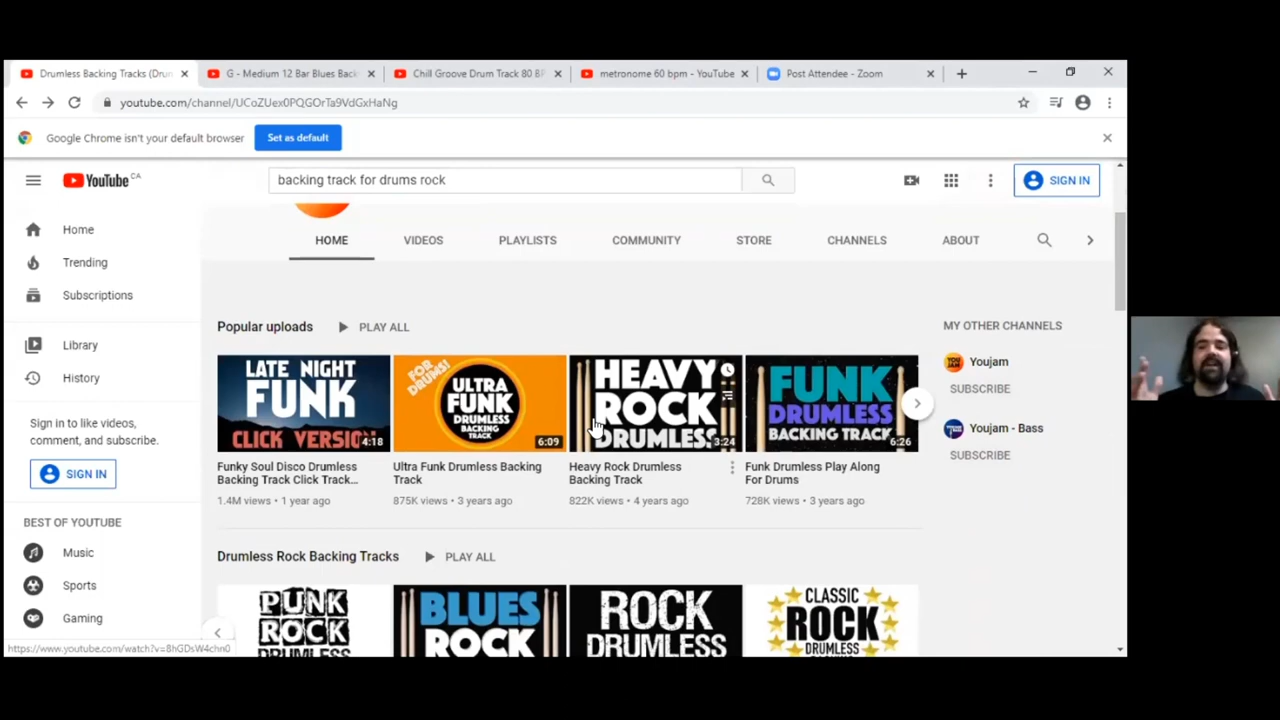 Drumless Backing Tracks (Drun
G - Medium 12 Bar Blues Back
Chill Groove Drum Track 80 BP
metronome 60 bpm - YouTube
Post Attendee - Zoom
youtube.com/channel/UCoZUex0PQGOrTa9VdGxHaNg
Google Chrome isn't your default browser
Set as default
YouTube CA
backing track for drums rock
SIGN IN
Home
Trending
Subscriptions
Library
History
Sign in to like videos,
comment, and subscribe.
SIGN IN
BEST OF YOUTUBE
Music
Sports
Gaming
HOME
VIDEOS
PLAYLISTS
COMMUNITY
STORE
CHANNELS
ABOUT
Popular uploads
PLAY ALL
LATE NIGHT
FUNK
CLICK VERSION
4:18
Funky Soul Disco Drumless
Backing Track Click Track...
1.4M views • 1 year ago
FOR
DRUMS!
ULTRA
FUNK
DRUMLESS
BACKING
TRACK
6:09
Ultra Funk Drumless Backing
Track
875K views • 3 years ago
HEAVY
ROCK
DRUMLESS
3:24
Heavy Rock Drumless
Backing Track
822K views • 4 years ago
FUNK
DRUMLESS
BACKING TRACK
6:26
Funk Drumless Play Along
For Drums
728K views • 3 years ago
MY OTHER CHANNELS
YOU
JAM
Youjam
SUBSCRIBE
Youjam - Bass
SUBSCRIBE
Drumless Rock Backing Tracks
PLAY ALL
PUNK
ROCK
DRUMLESS
BLUES
ROCK
ROCK
DRUMLESS
CLASSIC
ROCK
DRUMLESS
https://www.youtube.com/watch?v=8hGDsW4chn0